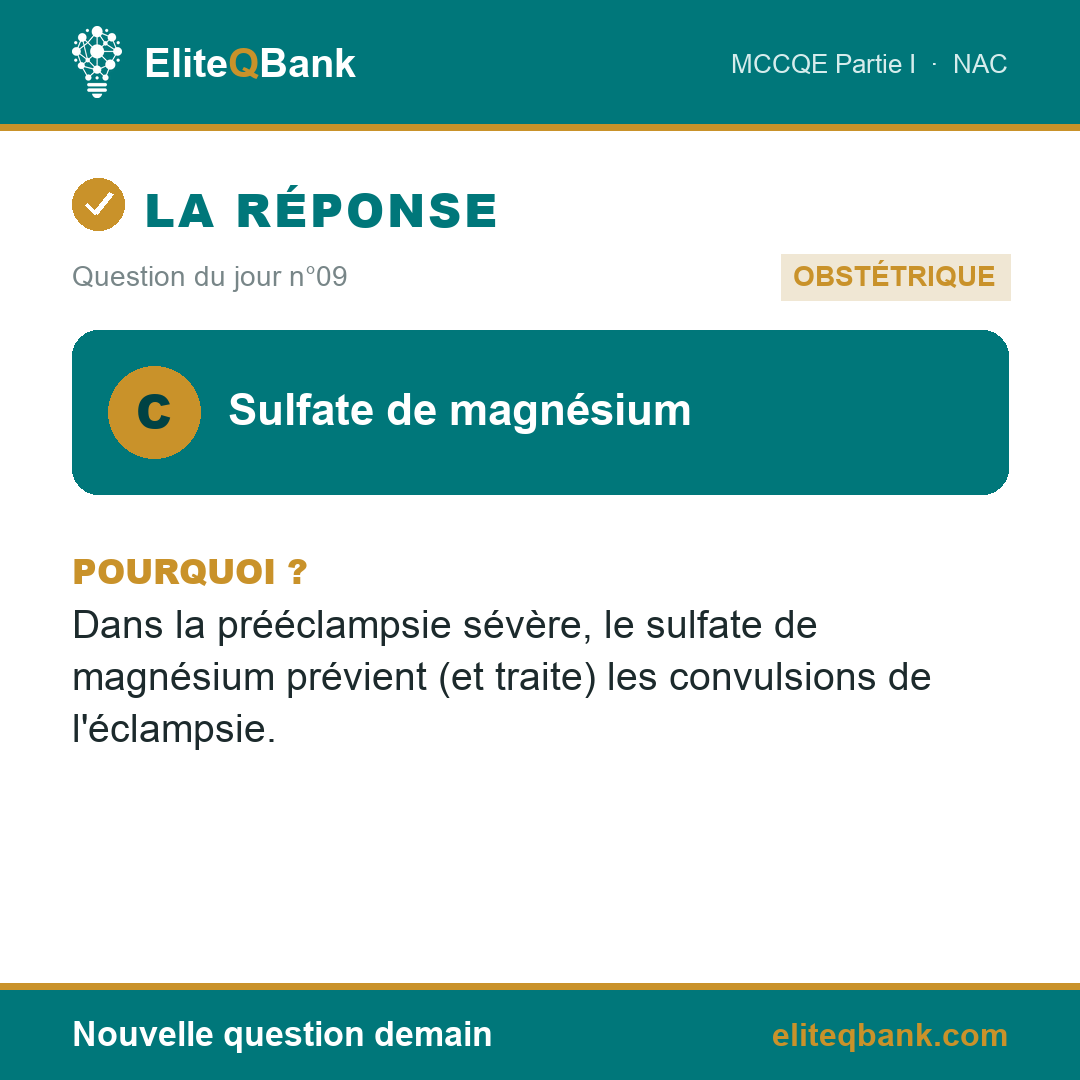 EliteQBank
MCCQE Partie I · NAC
LA RÉPONSE
Question du jour n°09
OBSTÉTRIQUE
C
Sulfate de magnésium
POURQUOI ?
Dans la prééclampsie sévère, le sulfate de
magnésium prévient (et traite) les convulsions de
l'éclampsie.
Nouvelle question demain
eliteqbank.com